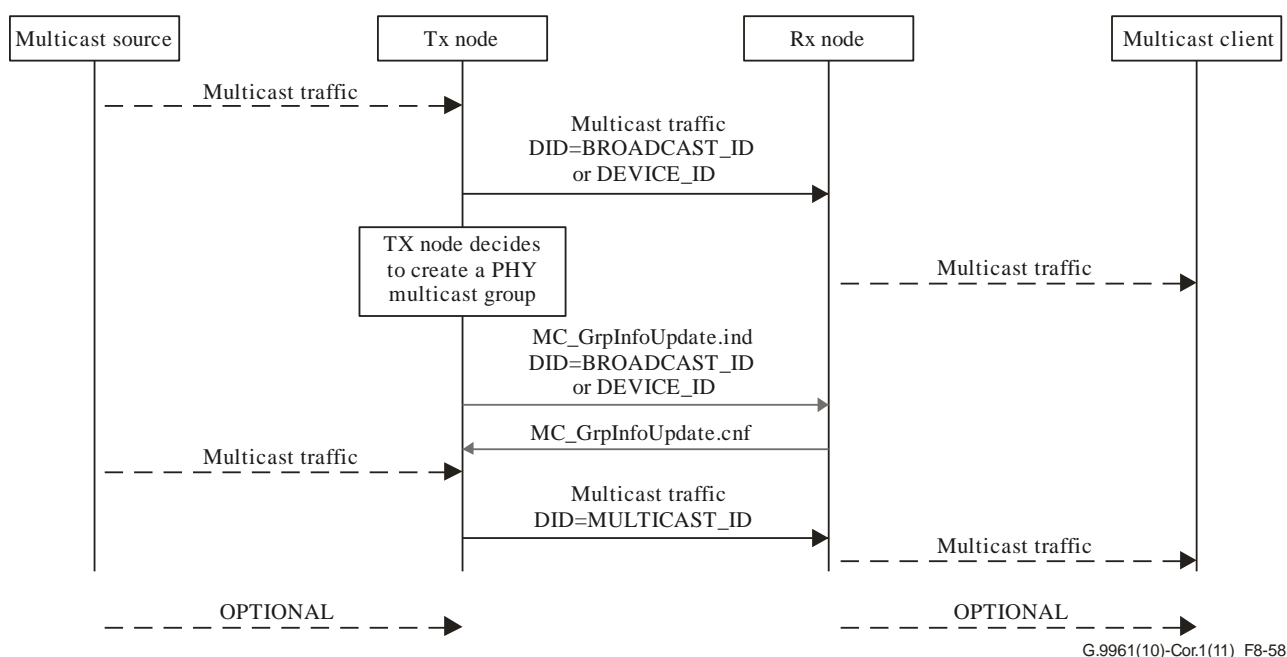 Multicast source
Tx node
Rx node
Multicast client
Multicast traffic
Multicast traffic
DID=BROADCAST_ID
or DEVICE_ID
TX node decides
to create a PHY
multicast group
Multicast traffic
MC_GrpInfoUpdate.ind
DID=BROADCAST_ID
or DEVICE_ID
MC_GrpInfoUpdate.cnf
Multicast traffic
Multicast traffic
DID=MULTICAST_ID
Multicast traffic
OPTIONAL
OPTIONAL
G.9961(10)-Cor.1(11)_F8-58